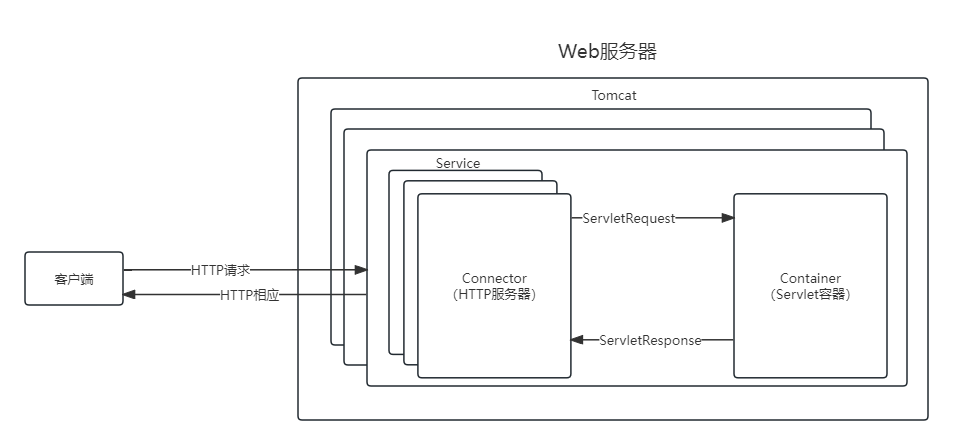 Web服务器
Tomcat
Service
ServletRequest
客户端
HTTP请求
HTTP相应
Connector
（HTTP服务器）
Container
（Servlet容器）
ServletResponse